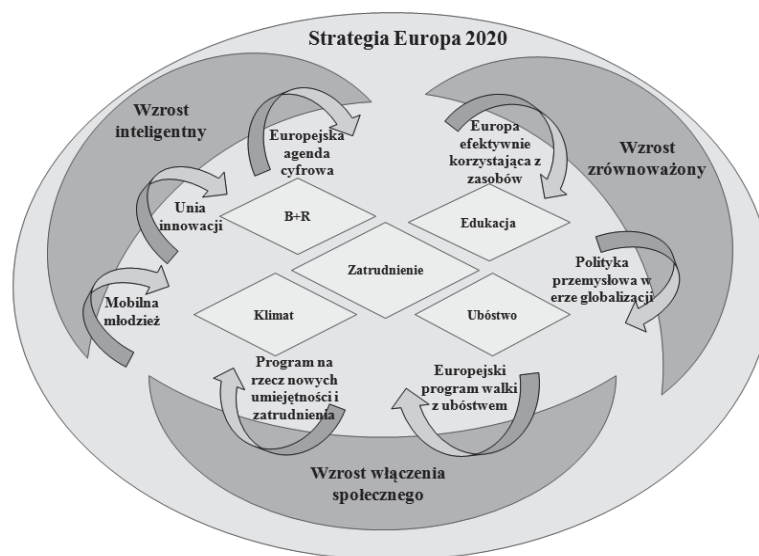 Strategia Europa 2020
Wzrost
inteligentny
Europejska
agenda
cyfrowa
Europa
efektywnie
korzystająca z
zasobów
Wzrost
zrównoważony
Unia
innowacji
B+R
Edukacja
Zatrudnienie
Polityka
przemysłowa w
erze globalizacji
Mobilna
młodzież
Klimat
Ubóstwo
Program na
rzecz nowych
umiejętności i
zatrudnienia
Europejski
program walki
z ubóstwem
Wzrost włączenia
społecznego